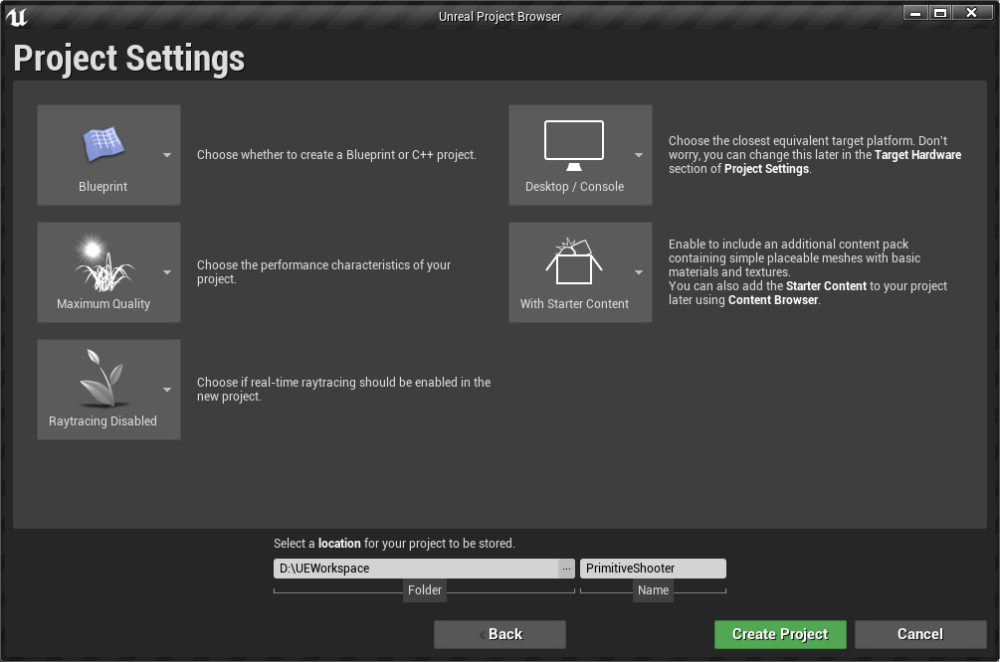 Unreal Project Browser
Project Settings
Blueprint
Choose whether to create a Blueprint or C++ project.
Desktop / Console
Choose the closest equivalent target platform. Don't
worry, you can change this later in the Target Hardware
section of Project Settings.
Maximum Quality
Choose the performance characteristics of your
project.
With Starter Content
Enable to include an additional content pack
containing simple placeable meshes with basic
materials and textures.
You can also add the Starter Content to your project
later using Content Browser.
Raytracing Disabled
Choose if real-time raytracing should be enabled in the
new project.
Select a location for your project to be stored.
D:\UEWorkspace
...
PrimitiveShooter
Folder
Name
Back
Create Project
Cancel